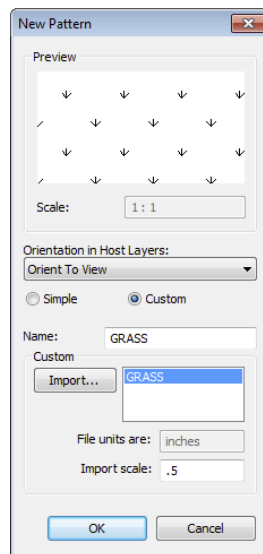 New Pattern
Preview
Scale:
1 : 1
Orientation in Host Layers:
Orient To View
Simple
Custom
Name:
GRASS
Custom
Import...
GRASS
File units are:
inches
Import scale:
.5
OK
Cancel